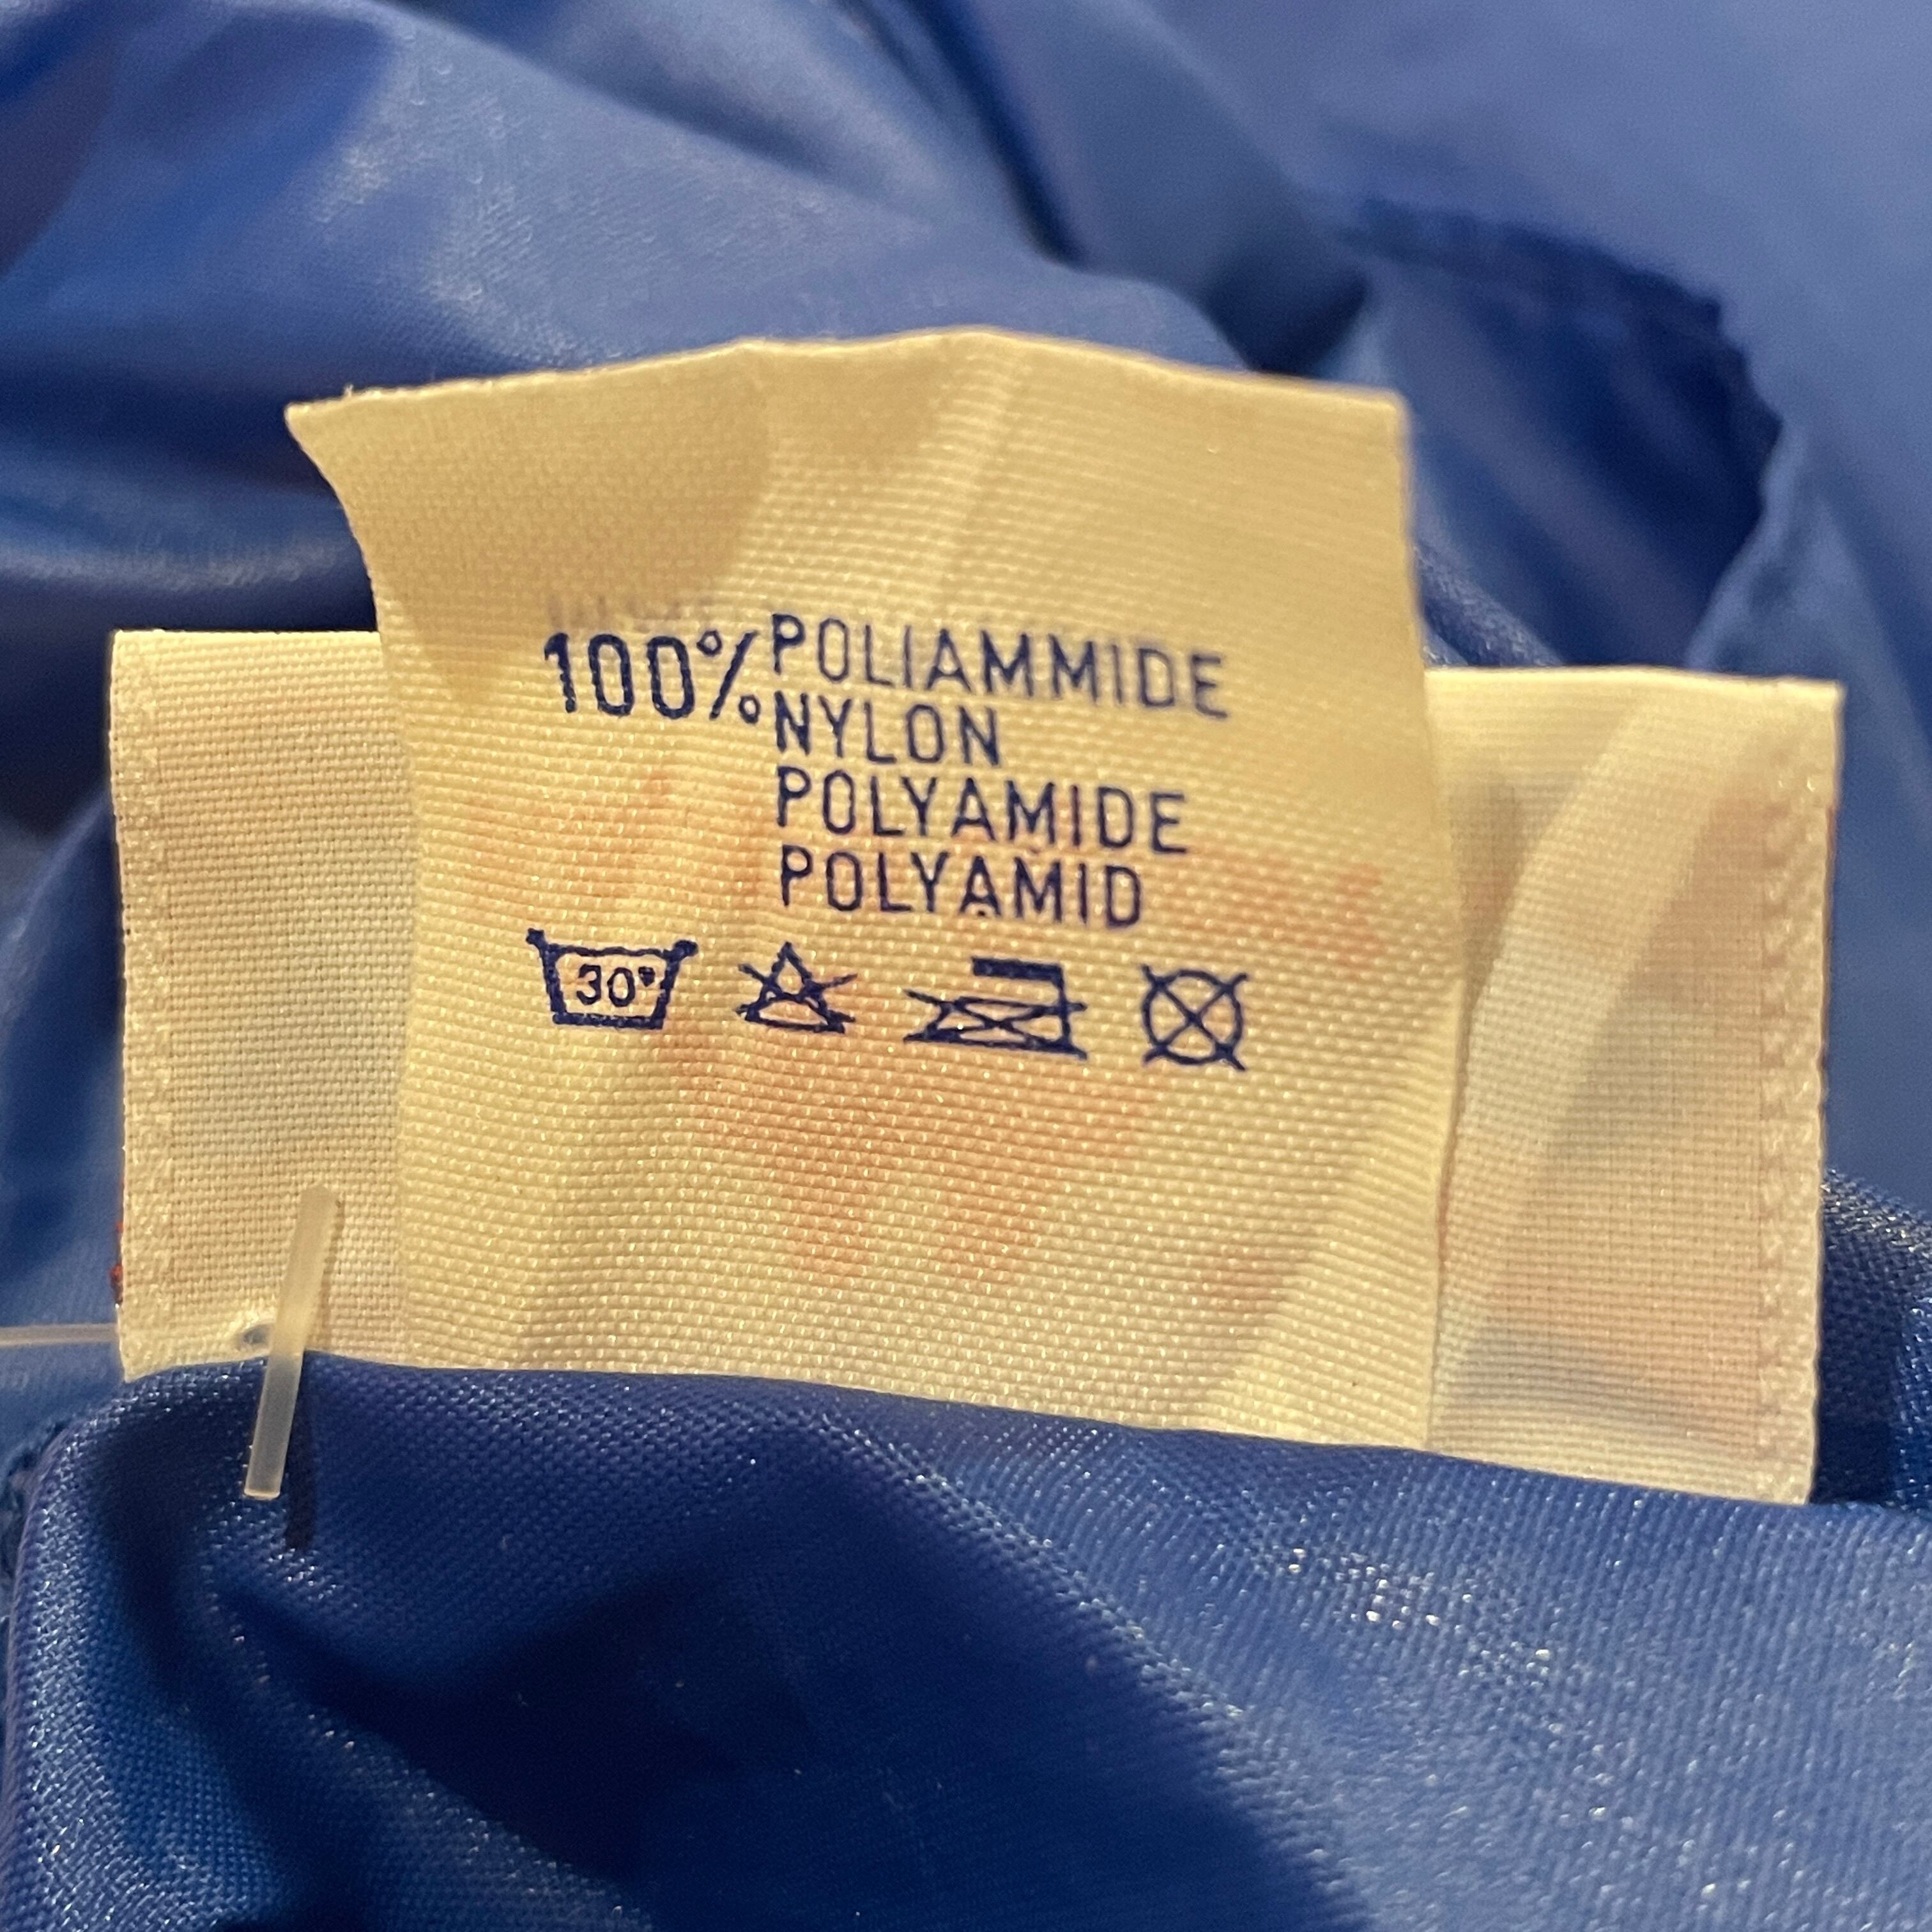 100% POLIAMMIDE
NYLON
POLYAMIDE
POLYAMID
30°